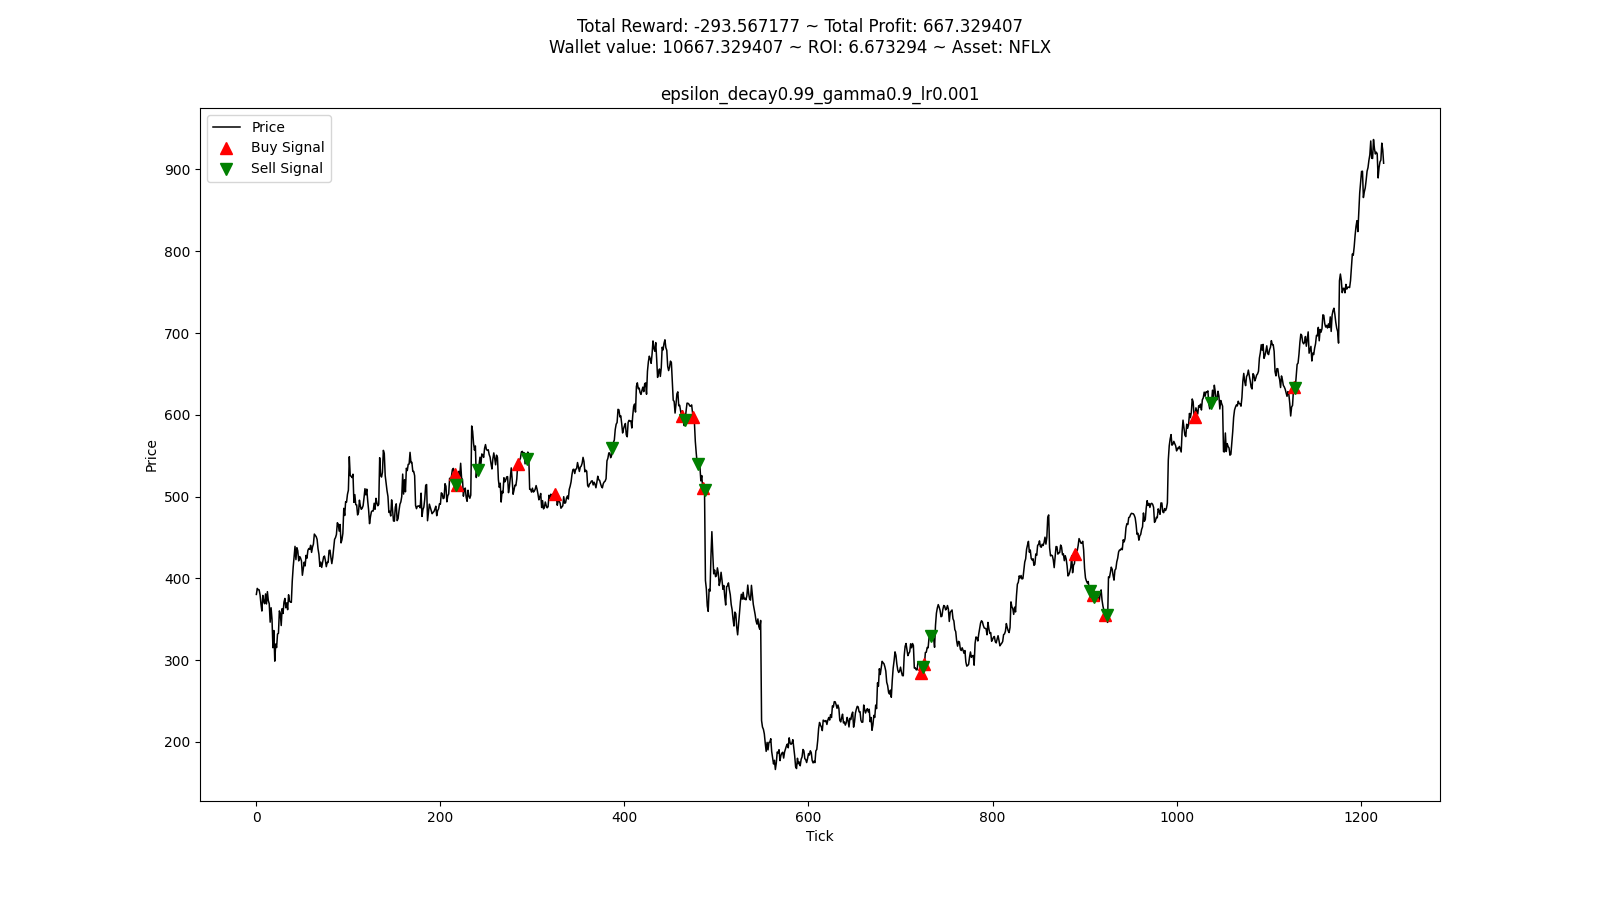 Total Reward: -293.567177 ~ Total Profit: 667.329407
Wallet value: 10667.329407 ~ ROI: 6.673294 ~ Asset: NFLX
epsilon_decay0.99_gamma0.9_lr0.001
Price
Buy Signal
Sell Signal
900
800
700
600
500
400
300
200
Price
0 200 400 600 800 1000 1200
Tick